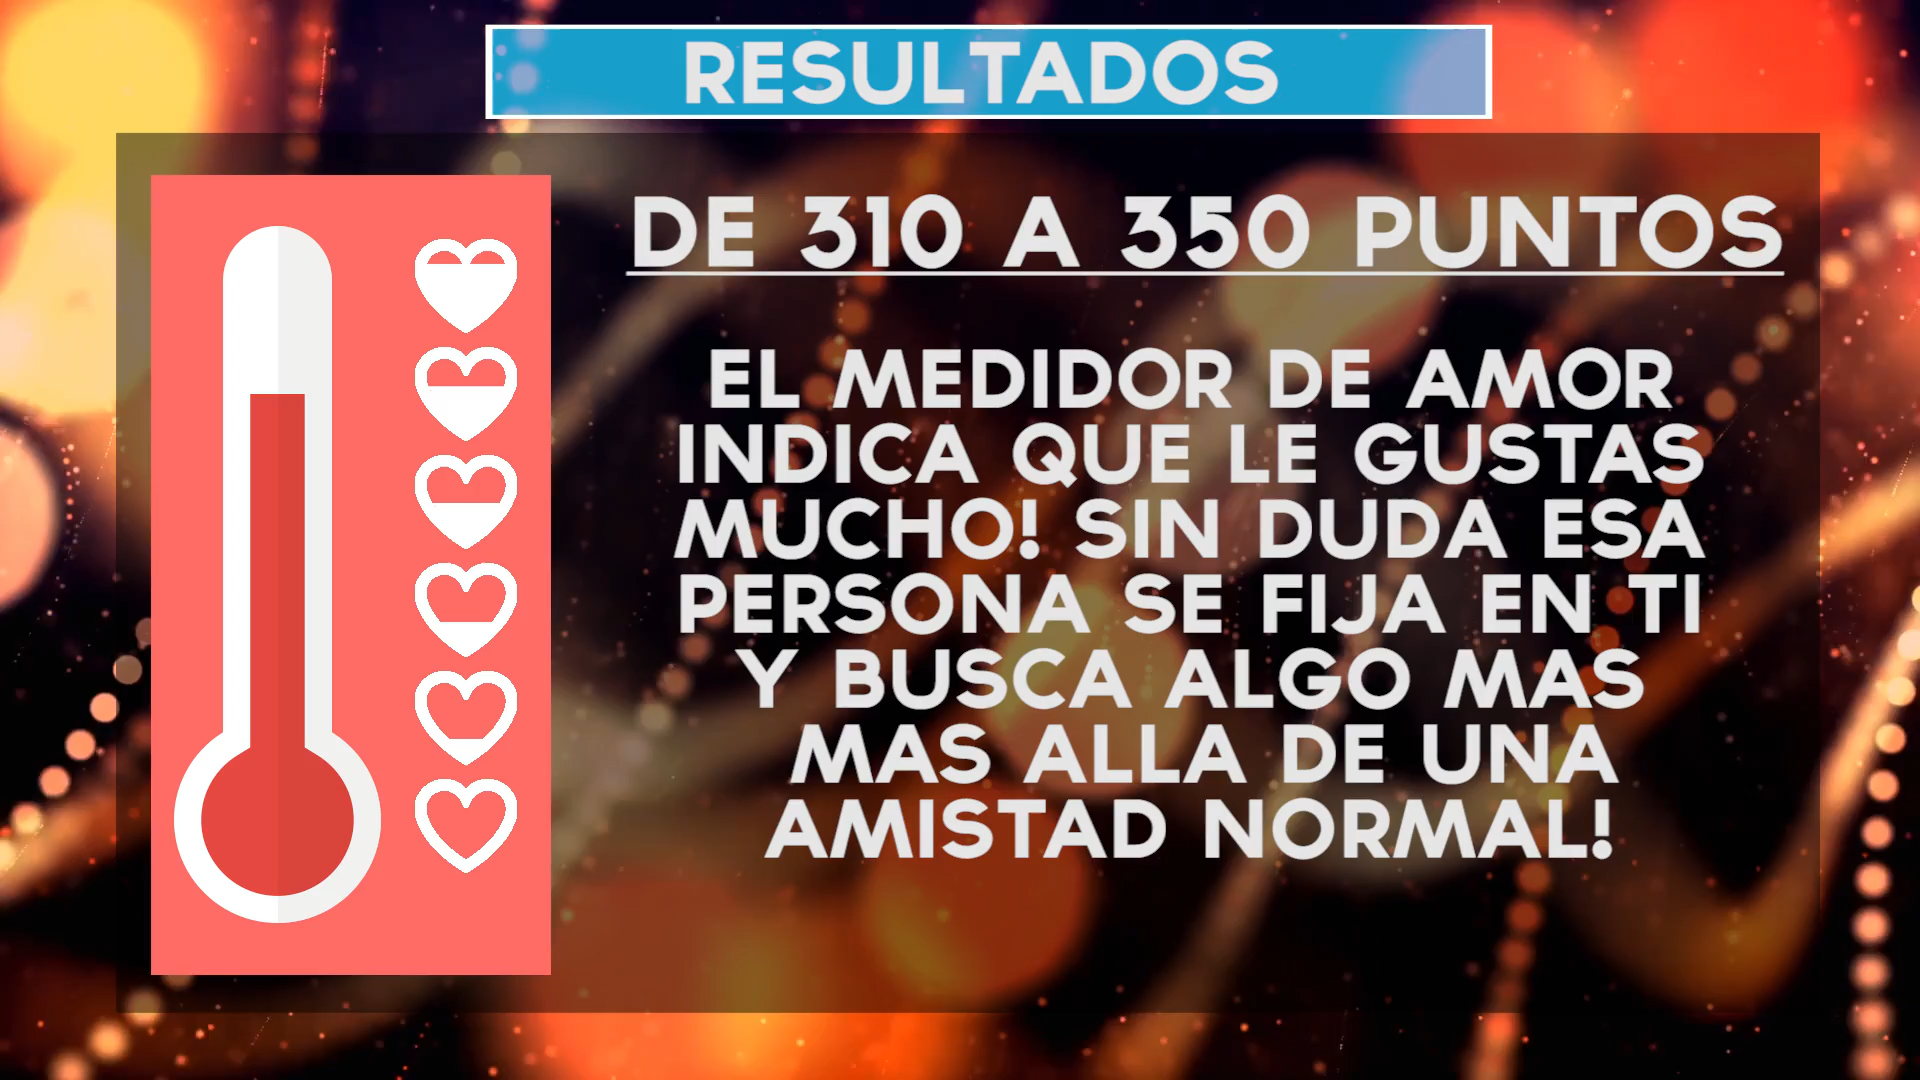 RESULTADOS
DE 310 A 350 PUNTOS
EL MEDIDOR DE AMOR
INDICA QUE LE GUSTAS
MUCHO! SIN DUDA ESA
PERSONA SE FIJA EN TI
Y BUSCA ALGO MAS
MAS ALLA DE UNA
AMISTAD NORMAL!